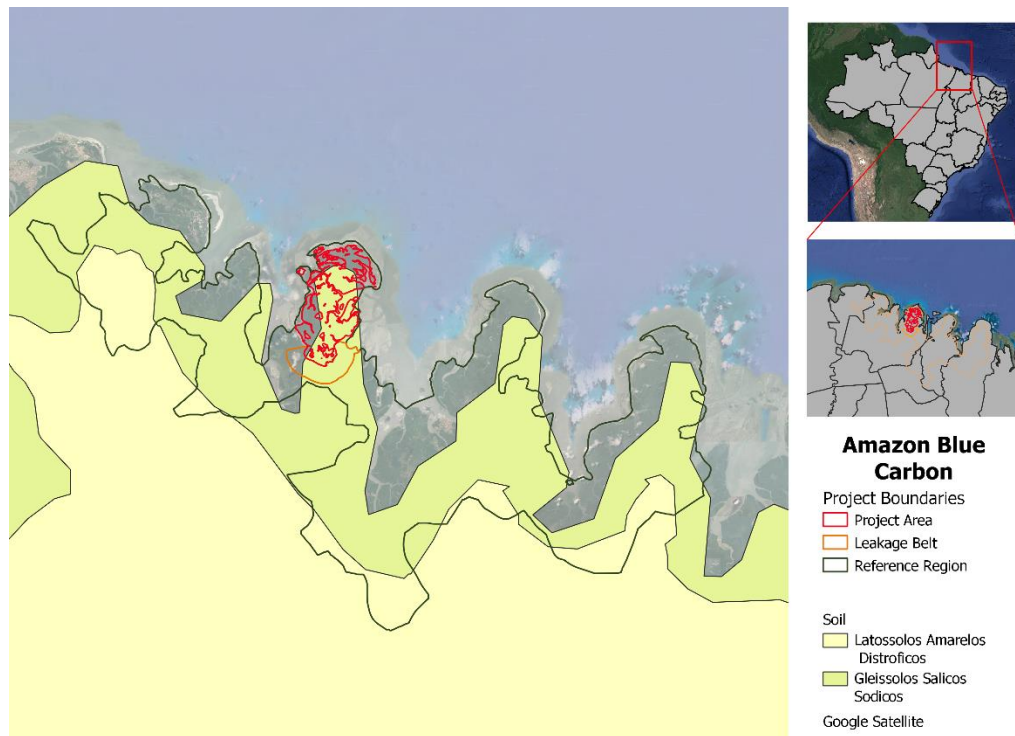 Amazon Blue
Carbon
Project Boundaries
Project Area
Leakage Belt
Reference Region
Soil
Latossolos Amarelos
Distroficos
Gleissolos Salicos
Sodicos
Google Satellite